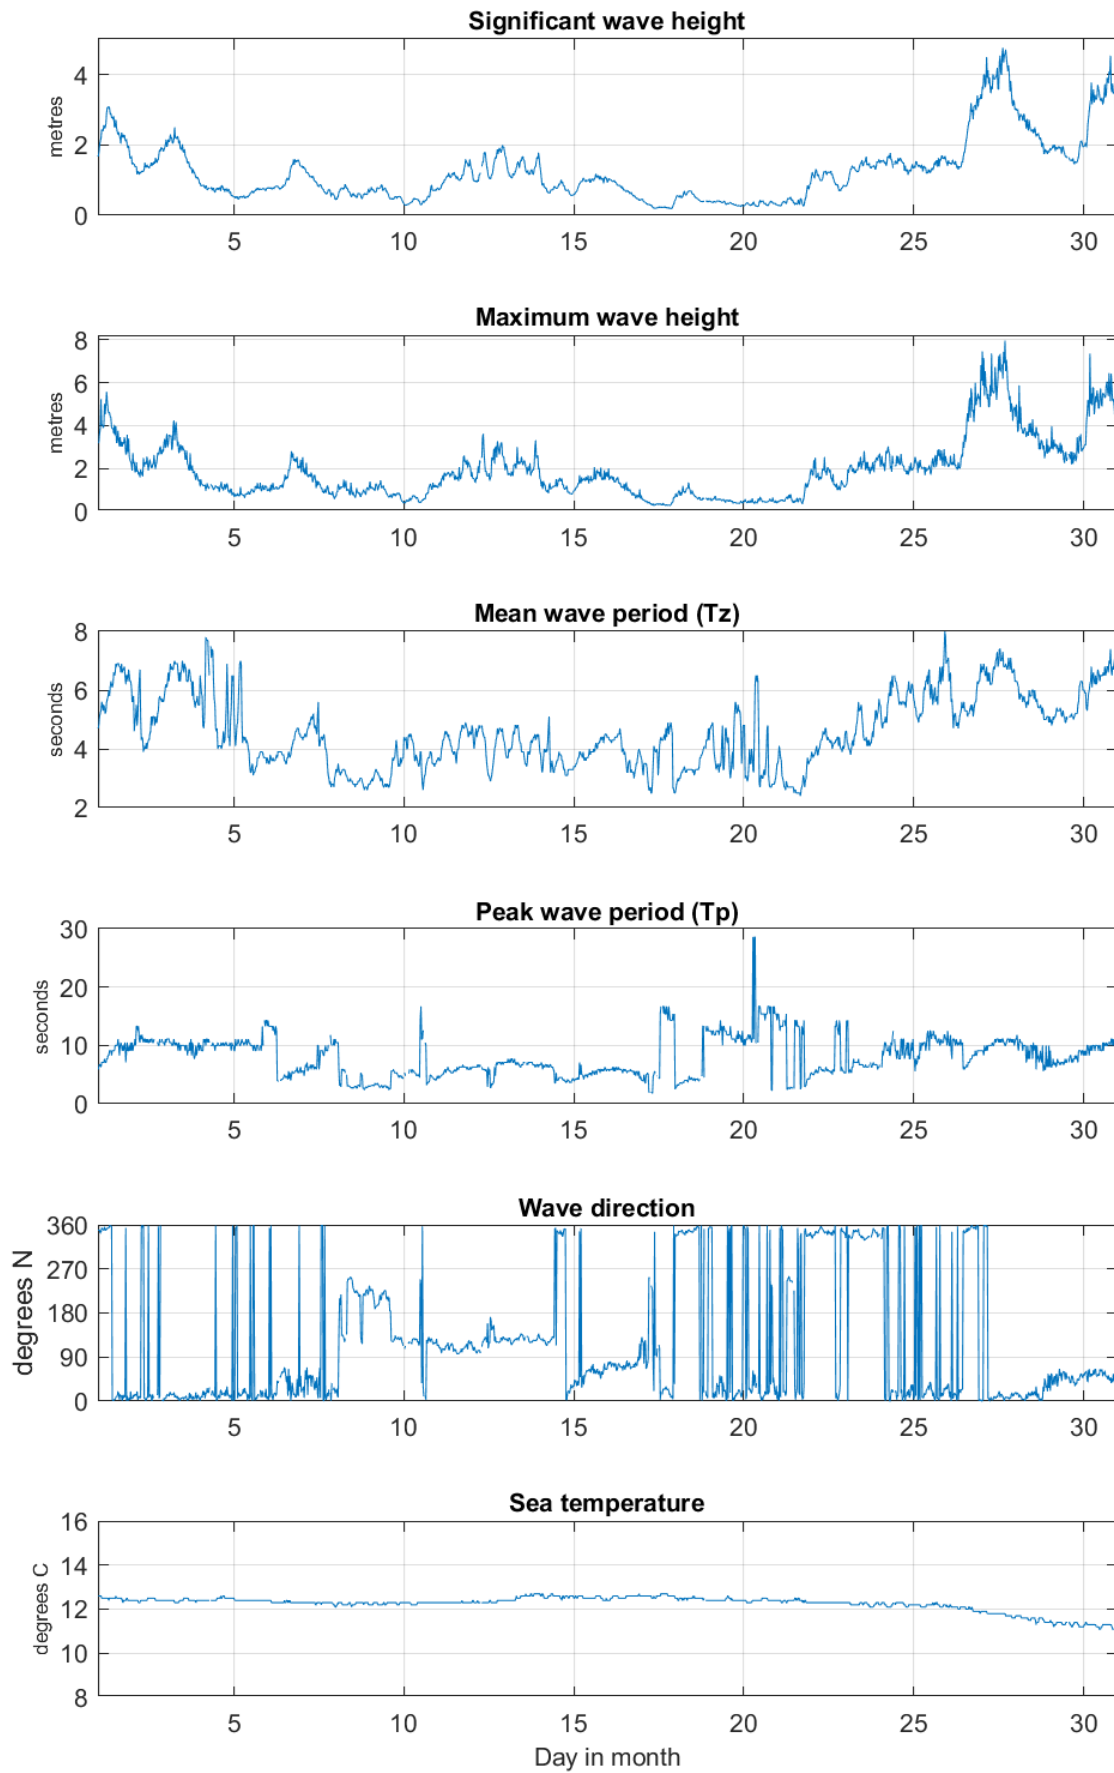 Significant wave height
metres
4
2
0
5 10 15 20 25 30
Maximum wave height
metres
8
6
4
2
0
5 10 15 20 25 30
Mean wave period (Tz)
seconds
8
6
4
2
5 10 15 20 25 30
Peak wave period (Tp)
seconds
30
20
10
0
5 10 15 20 25 30
Wave direction
degrees N
360
270
180
90
0
5 10 15 20 25 30
Sea temperature
degrees C
16
14
12
10
8
5 10 15 20 25 30
Day in month